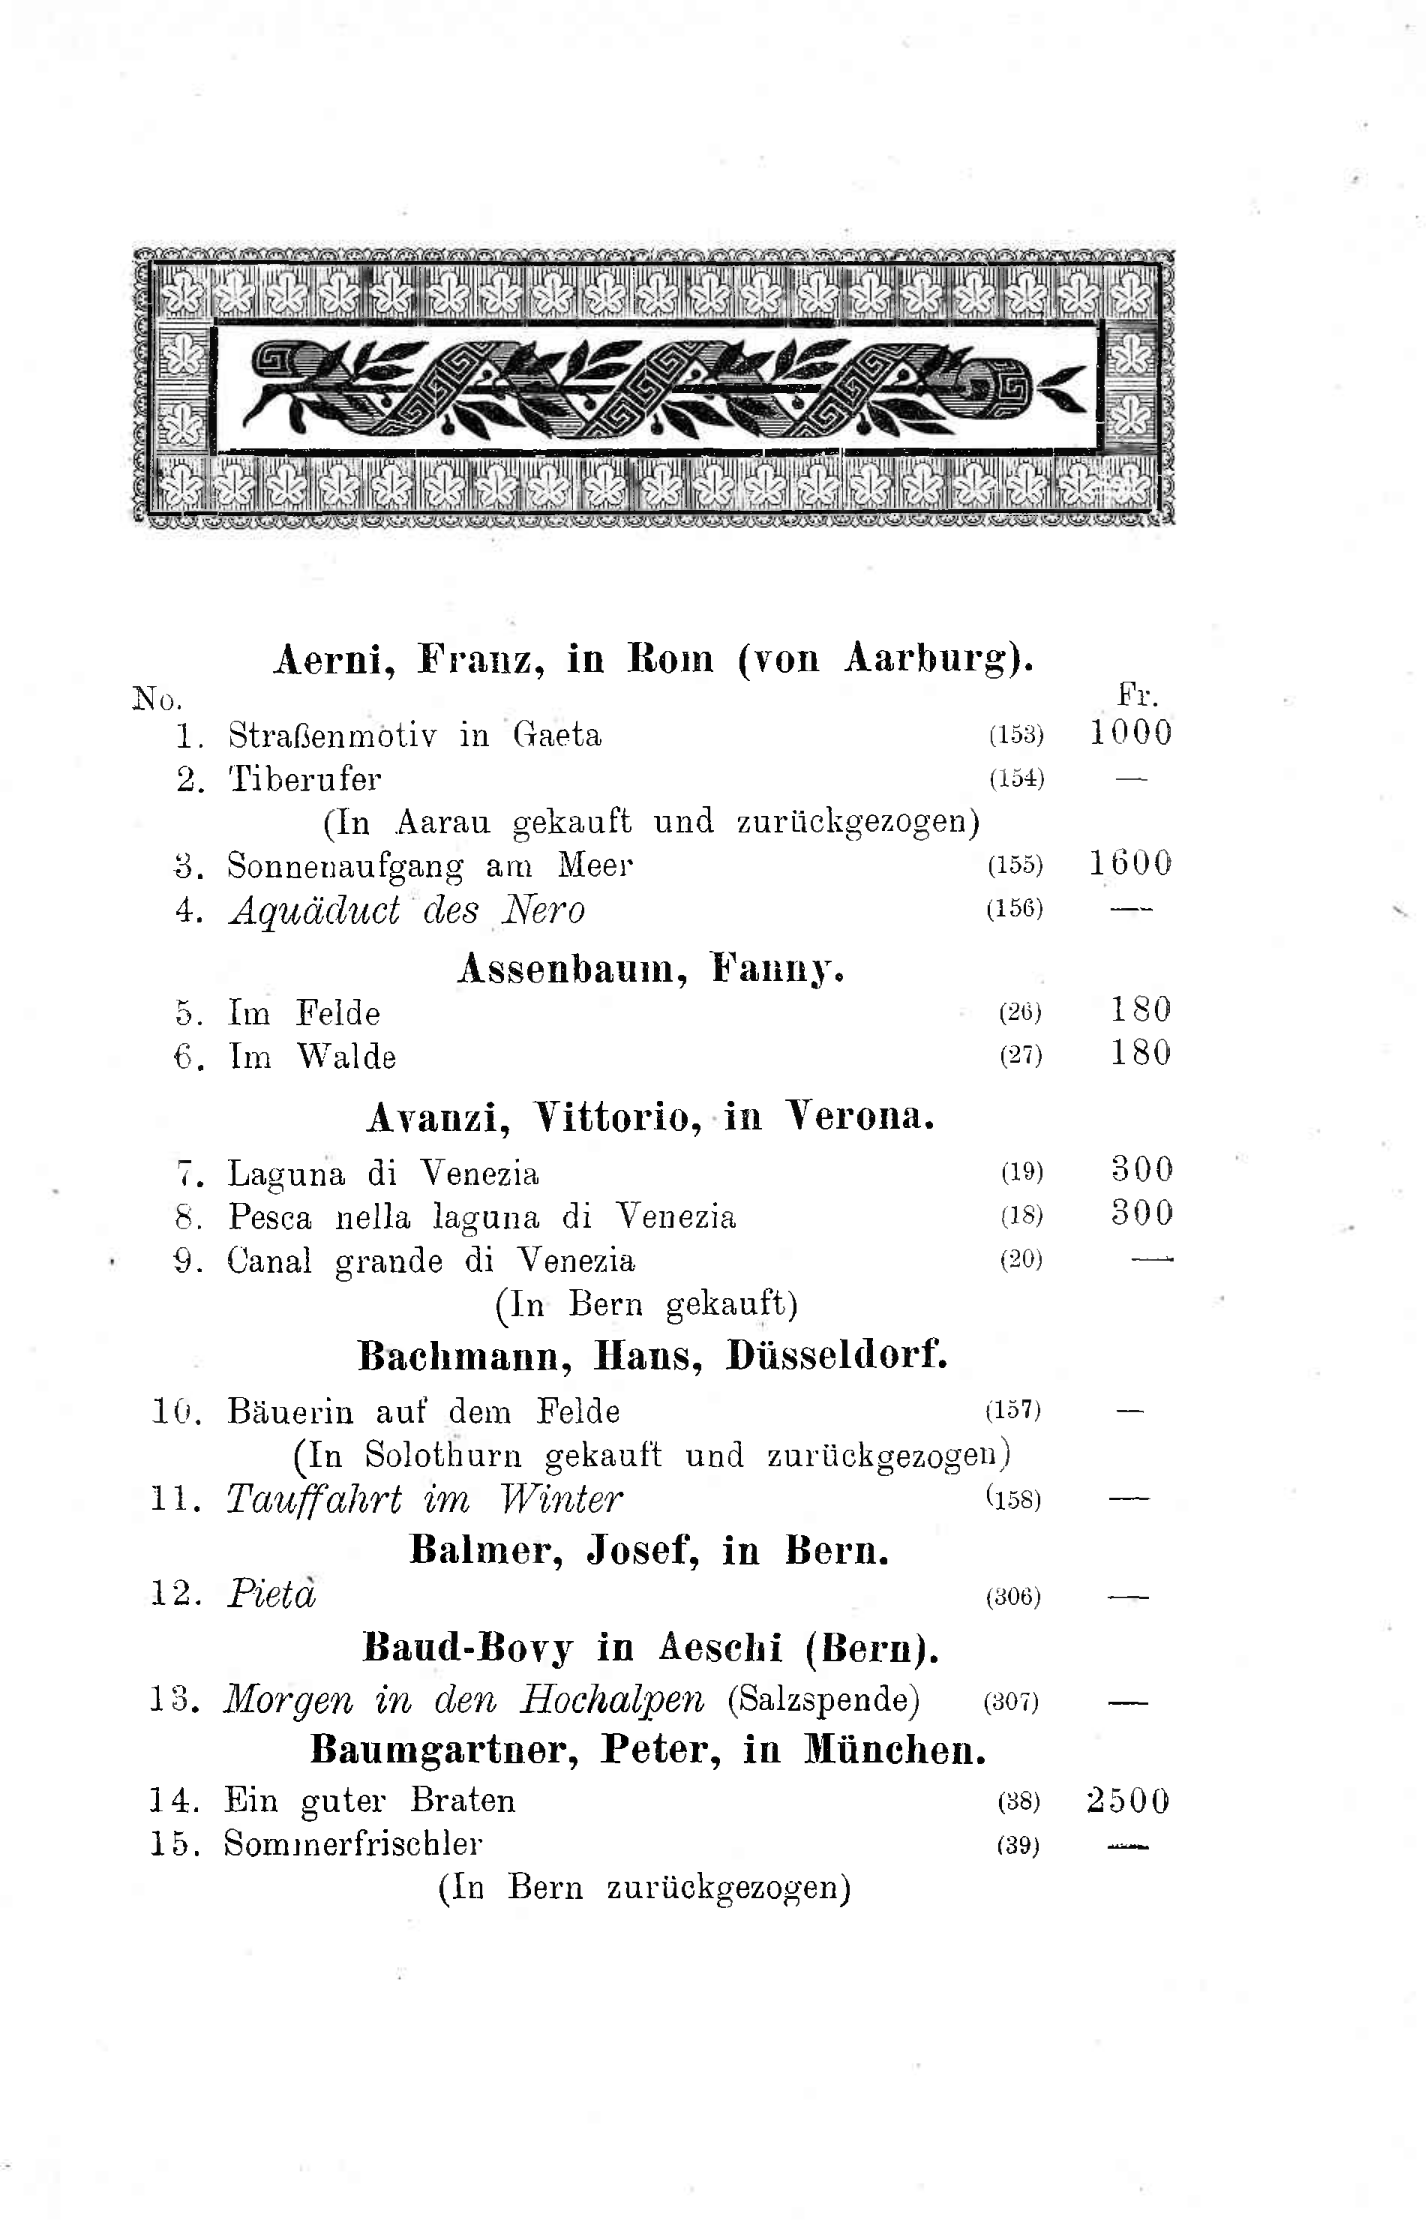 Aerni, Franz, in Rom (von Aarburg).
No. Fr.
1. Straßenmotiv in Gaeta (153) 1000
2. Tiberufer (154) —
(In Aarau gekauft und zurückgezogen)
3. Sonnenaufgang am Meer (155) 1600
4. Aquäduct des Nero (156) —
Assenbaum, Fanny.
5. Im Felde (26) 180
6. Im Walde (27) 180
Avanzi, Vittorio, in Verona.
7. Laguna di Venezia (19) 300
8. Pesca nella laguna di Venezia (18) 300
9. Canal grande di Venezia (20) —
(In Bern gekauft)
Bachmann, Hans, Düsseldorf.
10. Bäuerin auf dem Felde (157) —
(In Solothurn gekauft und zurückgezogen)
11. Tauffahrt im Winter (158) —
Balmer, Josef, in Bern.
12. Pietà (306) —
Baud-Bovy in Aeschi (Bern).
13. Morgen in den Hochalpen (Salzspende) (307) —
Baumgartner, Peter, in München.
14. Ein guter Braten (38) 2500
15. Sommerfrischler (39) —
(In Bern zurückgezogen)